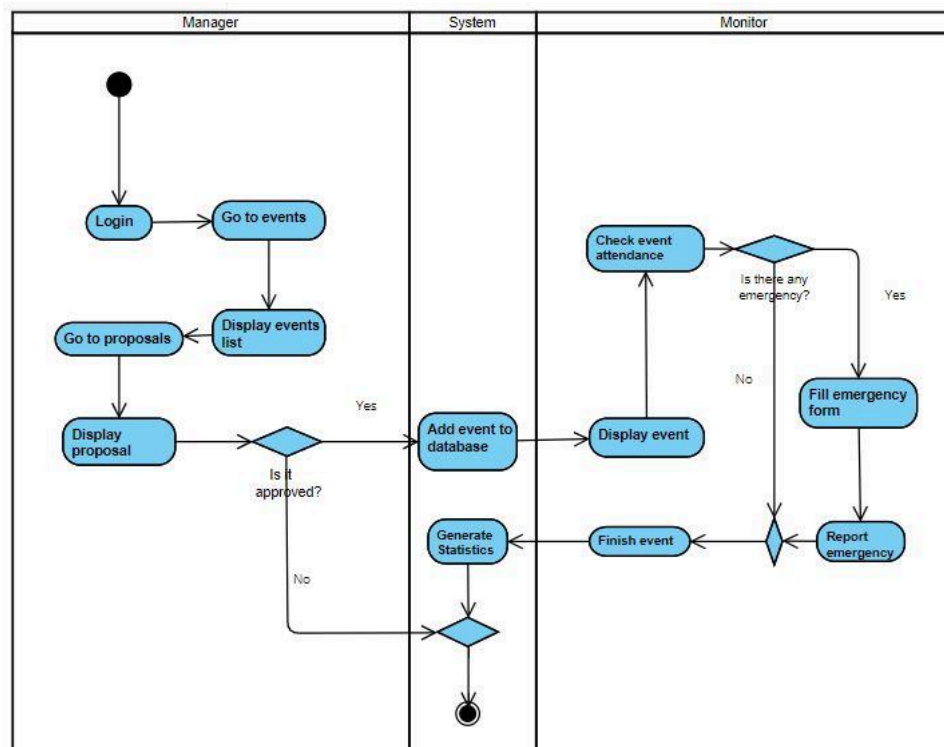 Manager
System
Monitor
Login
Go to events
Display events
list
Go to proposals
Display
proposal
Is it
approved?
Yes
No
Add event to
database
Display event
Check event
attendance
Is there any
emergency?
Yes
No
Fill emergency
form
Report
emergency
Finish event
Generate
Statistics